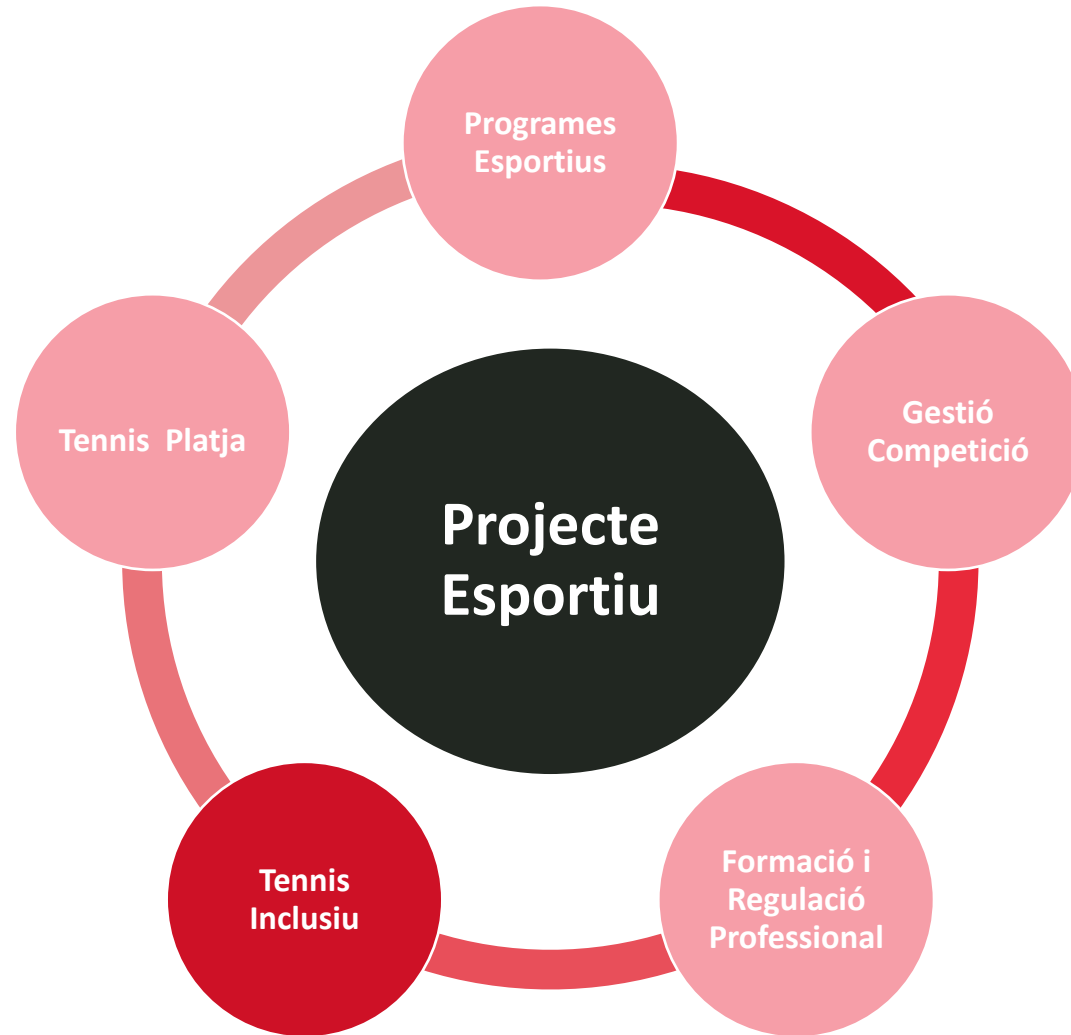 Programes
Esportius
Gestió
Competició
Formació i
Regulació
Professional
Tennis
Inclusiu
Tennis  Platja
Projecte
Esportiu